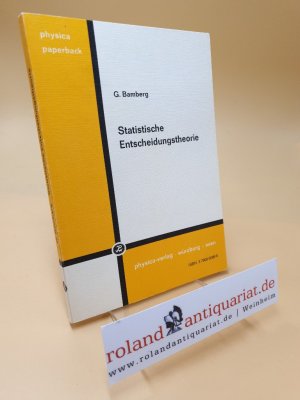 physica
paperback
G. Bamberg
Statistische
Entscheidungstheorie
physica-verlag · würzburg - wien
roland antiquariat.de
www.rolandantiquariat.de | Weinheim